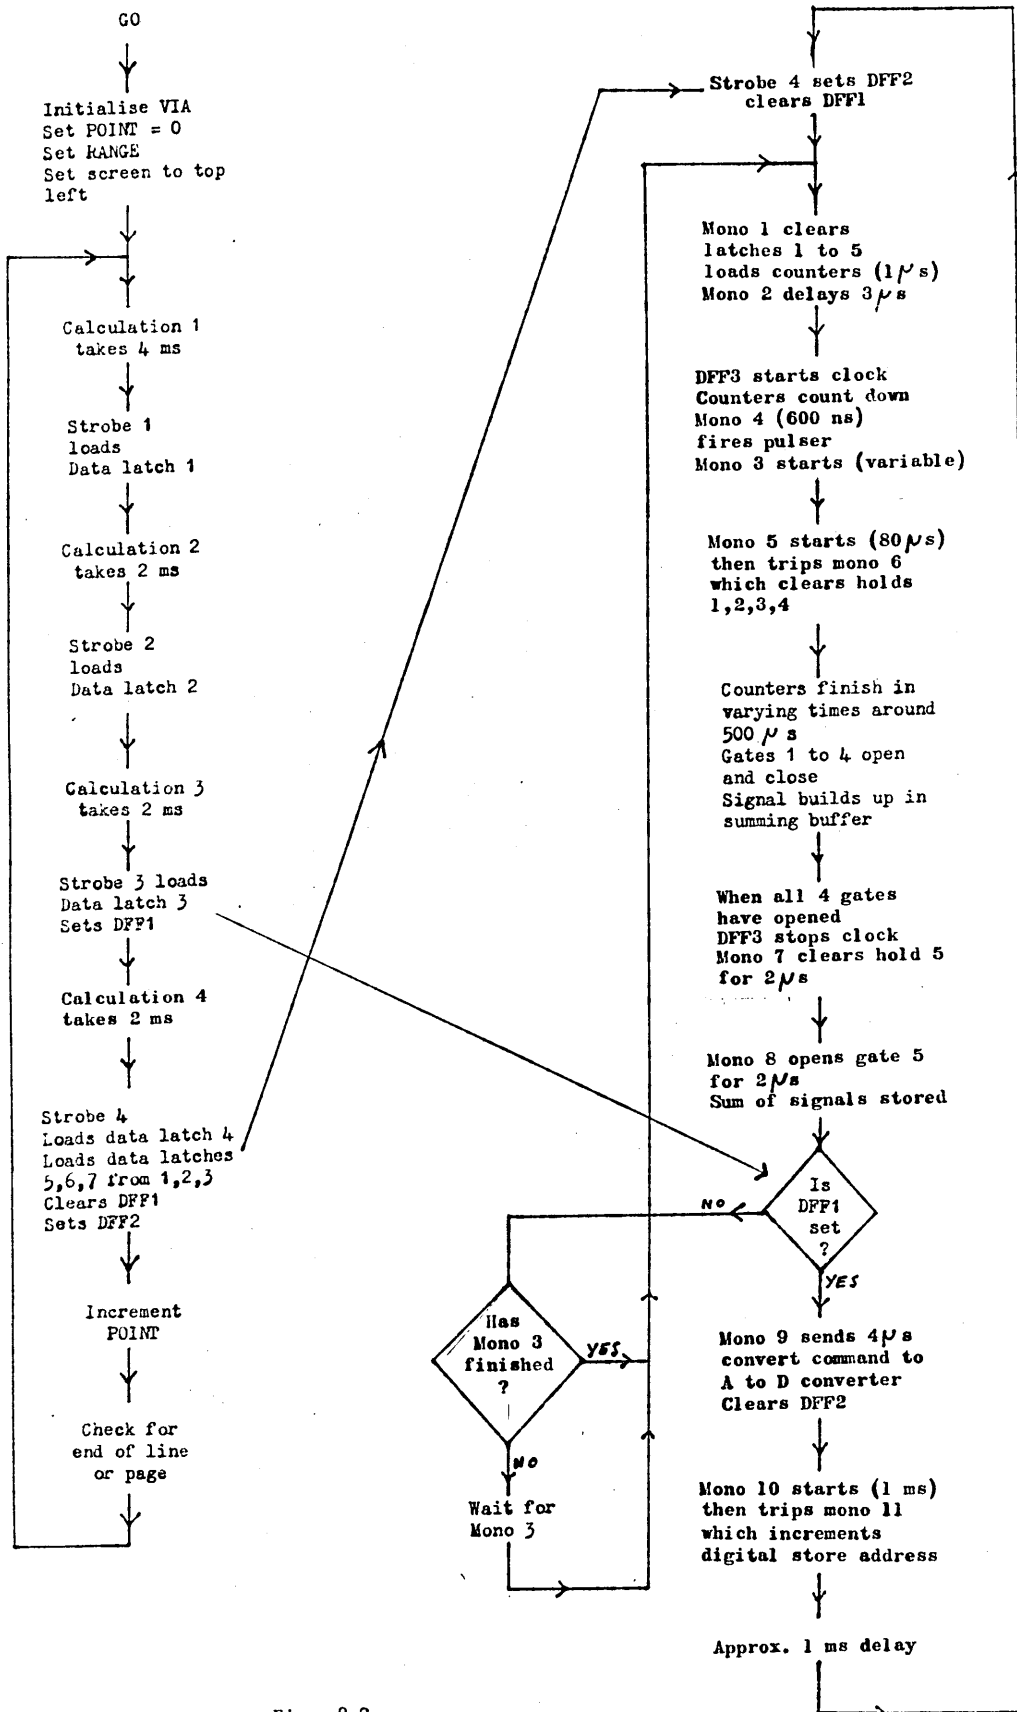 GO
Initialise VIA
Set POINT = 0
Set RANGE
Set screen to top
left
Calculation 1
takes 4 ms
Strobe 1
loads
Data latch 1
Calculation 2
takes 2 ms
Strobe 2
loads
Data latch 2
Calculation 3
takes 2 ms
Strobe 3 loads
Data latch 3
Sets DFF1
Calculation 4
takes 2 ms
Strobe 4
Loads data latch 4
Loads data latches
5,6,7 from 1,2,3
Clears DFF1
Sets DFF2
Increment
POINT
Check for
end of line
or page
Strobe 4 sets DFF2
clears DFF1
Mono 1 clears
latches 1 to 5
loads counters (1μs)
Mono 2 delays 3μs
DFF3 starts clock
Counters count down
Mono 4 (600 ns)
fires pulser
Mono 3 starts (variable)
Mono 5 starts (80μs)
then trips mono 6
which clears holds
1,2,3,4
Counters finish in
varying times around
500 μs
Gates 1 to 4 open
and close
Signal builds up in
summing buffer
When all 4 gates
have opened
DFF3 stops clock
Mono 7 clears hold 5
for 2μs
Mono 8 opens gate 5
for 2μs
Sum of signals stored
Is
DFF1
set
?
NO
YES
Has
Mono 3
finished
?
YES
NO
Wait for
Mono 3
Mono 9 sends 4μs
convert command to
A to D converter
Clears DFF2
Mono 10 starts (1 ms)
then trips mono 11
which increments
digital store address
Approx. 1 ms delay